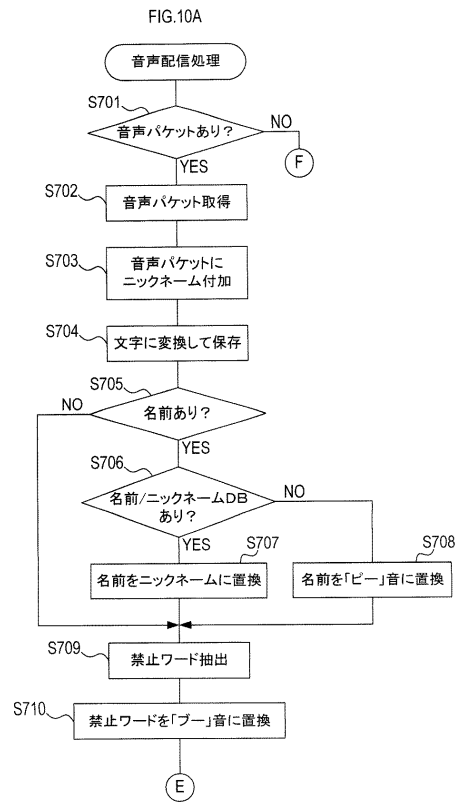 FIG.10A
音声配信処理
S701
音声パケットあり?
NO
F
YES
S702
音声パケット取得
S703
音声パケットに
ニックネーム付加
S704
文字に変換して保存
S705
NO
名前あり?
YES
S706
名前/ニックネームDB
あり?
NO
YES
S707
名前をニックネームに置換
S708
名前を「ピー」音に置換
S709
禁止ワード抽出
S710
禁止ワードを「ブー」音に置換
E